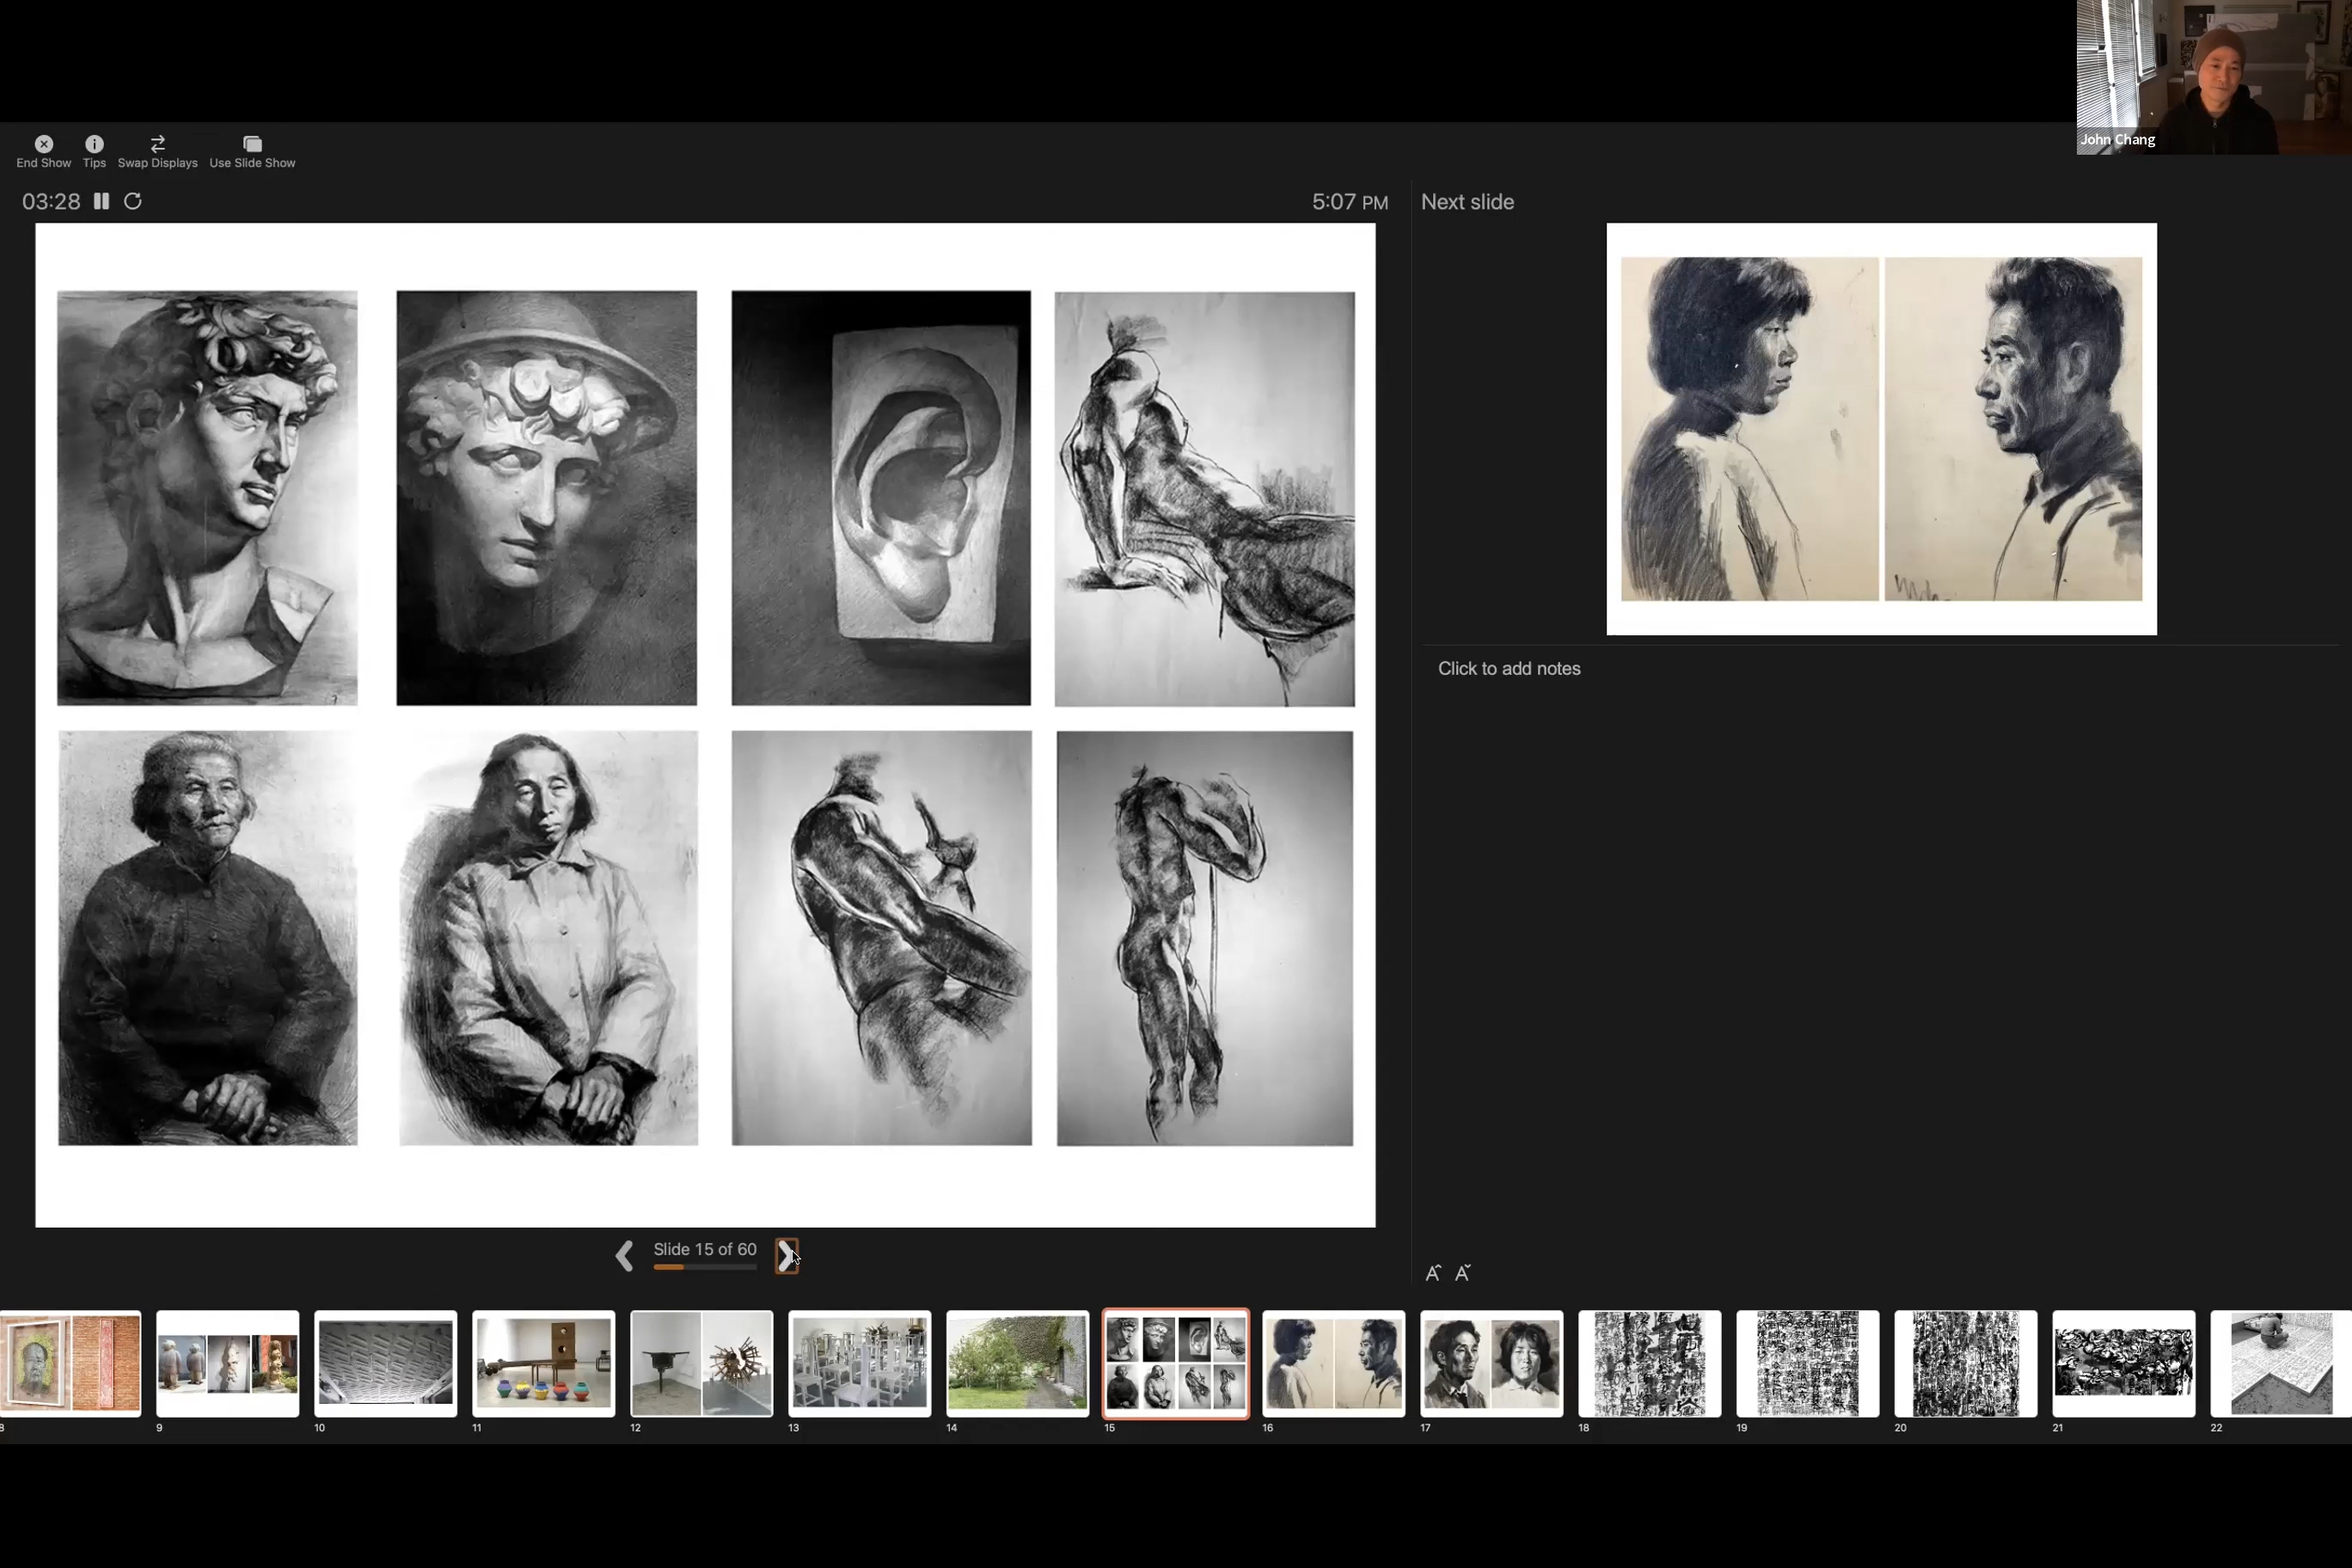 John Chang
End Show
Tips
Swap Displays
Use Slide Show
03:28
5:07 PM
Next slide
Click to add notes
Slide 15 of 60
8
9
10
11
12
13
14
15
16
17
18
19
20
21
22